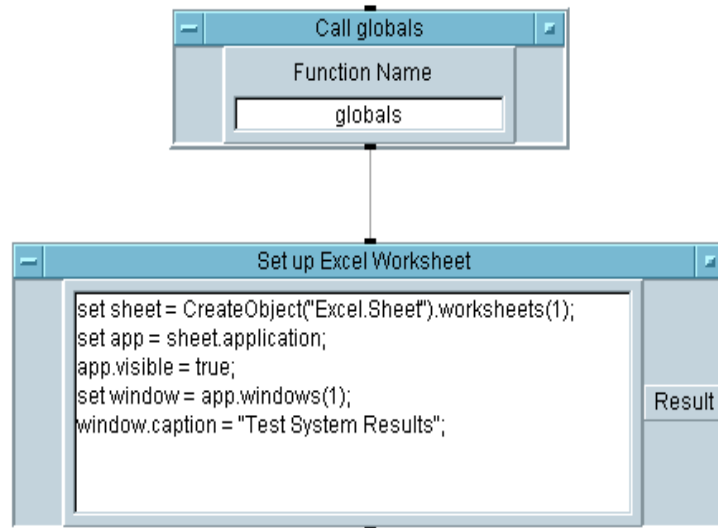 Call globals
Function Name
globals
Set up Excel Worksheet
set sheet = CreateObject("Excel.Sheet").worksheets(1);
set app = sheet.application;
app.visible = true;
set window = app.windows(1);
window.caption = "Test System Results";
Result